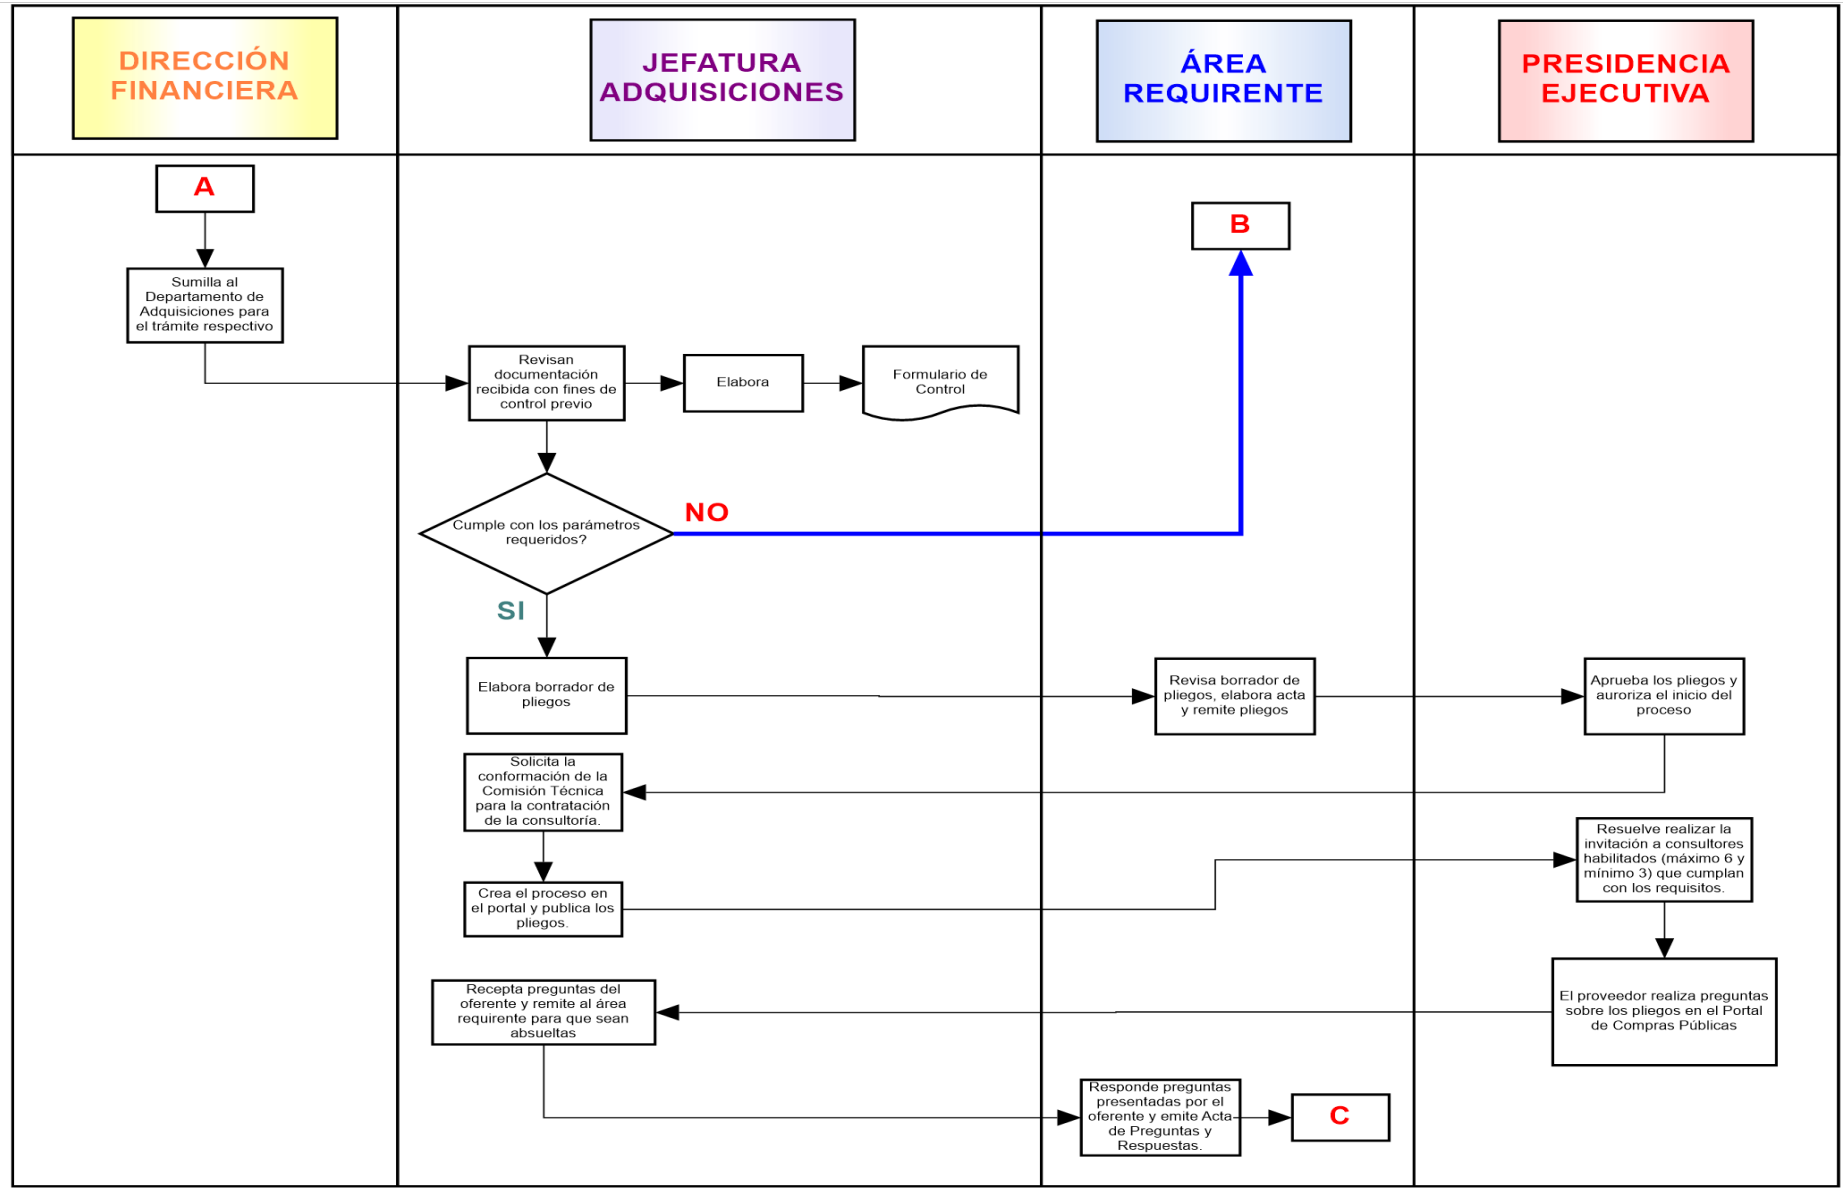 DIRECCIÓN
FINANCIERA
JEFATURA
ADQUISICIONES
ÁREA
REQUIRENTE
PRESIDENCIA
EJECUTIVA
A
B
Sumilla al
Departamento de
Adquisiciones para
el trámite respectivo
Revisan
documentación
recibida con fines de
control previo
Elabora
Formulario de
Control
Cumple con los parámetros
requeridos?
NO
SI
Elabora borrador de
pliegos
Revisa borrador de
pliegos, elabora acta
y remite pliegos
Aprueba los pliegos y
auroriza el inicio del
proceso
Solicita la
conformación de la
Comisión Técnica
para la contratación
de la consultoría.
Resuelve realizar la
invitación a consultores
habilitados (máximo 6 y
mínimo 3) que cumplan
con los requisitos.
Crea el proceso en
el portal y publica los
pliegos.
El proveedor realiza preguntas
sobre los pliegos en el Portal
de Compras Públicas
Recepta preguntas del
oferente y remite al área
requirente para que sean
absueltas
Responde preguntas
presentadas por el
oferente y emite Acta
de Preguntas y
Respuestas.
C